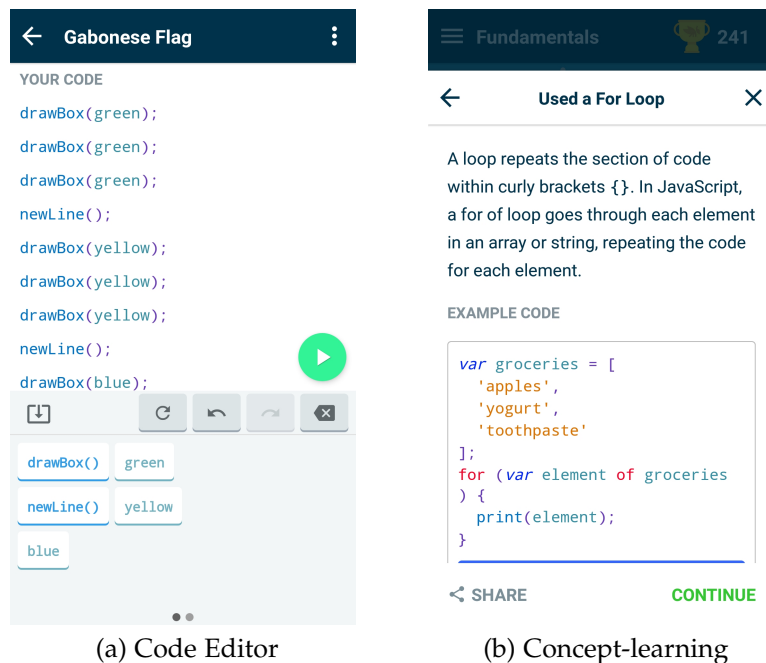 Gabonese Flag
YOUR CODE
drawBox(green);
drawBox(green);
drawBox(green);
newLine();
drawBox(yellow);
drawBox(yellow);
drawBox(yellow);
newLine();
drawBox(blue);
drawBox() green
newLine() yellow
blue
(a) Code Editor
Fundamentals 241
Used a For Loop
A loop repeats the section of code
within curly brackets {}. In JavaScript,
a for of loop goes through each element
in an array or string, repeating the code
for each element.
EXAMPLE CODE
var groceries = [
'apples',
'yogurt',
'toothpaste'
];
for (var element of groceries
) {
print(element);
}
SHARE CONTINUE
(b) Concept-learning